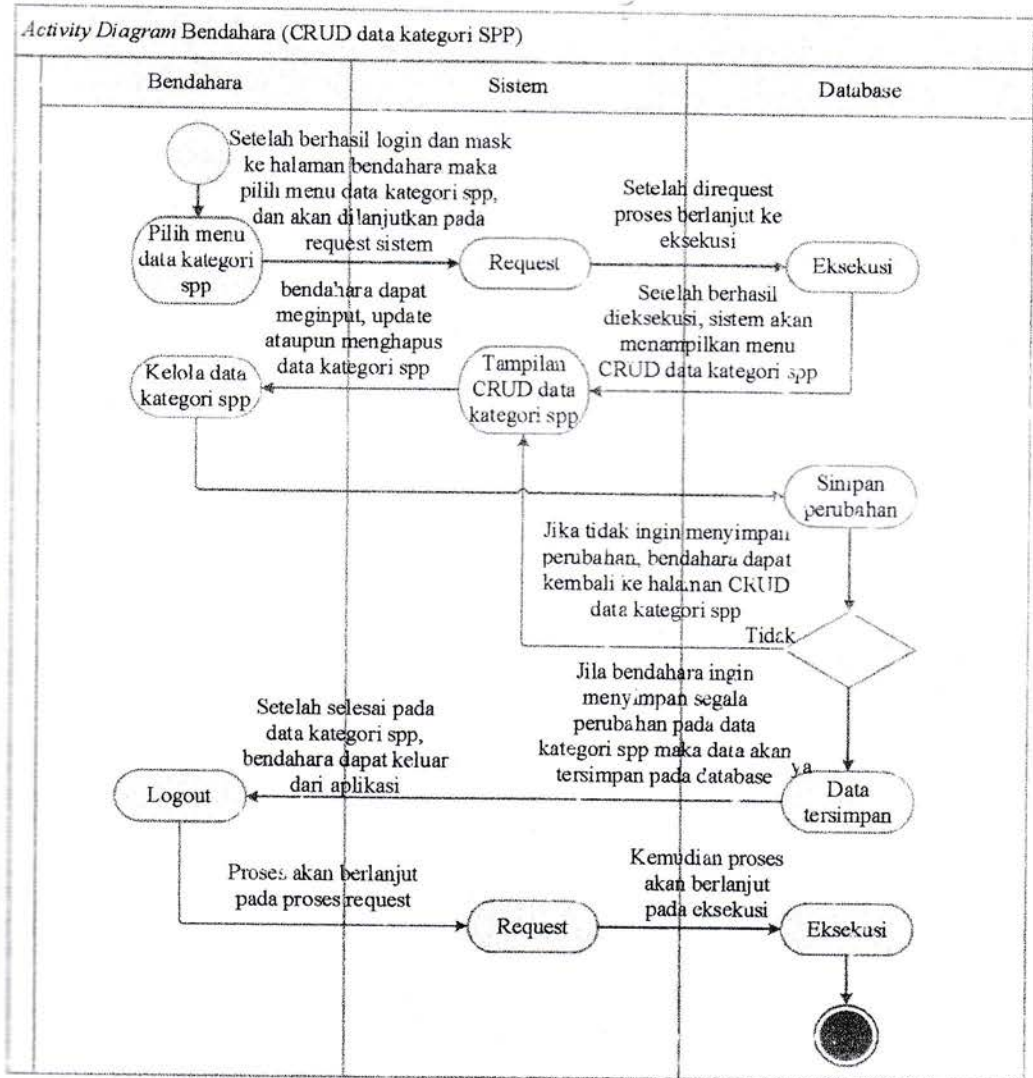 Activity Diagram Bendahara (CRUD data kategori SPP)
Bendahara
Sistem
Database
Setelah berhasil login dan mask
ke halaman bendahara maka
pilih menu data kategori spp,
dan akan dilanjutkan pada
request sistem
Setelah direquest
proses berlanjut ke
eksekusi
Pilih menu
data kategori
spp
Request
Eksekusi
bendahara dapat
meginput, update
ataupun menghapus
data kategori spp
Setelah berhasil
dieksekusi, sistem akan
menampilkan menu
CRUD data kategori spp
Kelola data
kategori spp
Tampilan
CRUD data
kategori spp
Simpan
perubahan
Jika tidak ingin menyimpan
perubahan, bendahara dapat
kembali ke halaman CRUD
data kategori spp
Tidak
Jila bendahara ingin
menyimpan segala
perubahan pada data
kategori spp maka data akan
tersimpan pada database
ya
Setelah selesai pada
data kategori spp,
bendahara dapat keluar
dari aplikasi
Logout
Data
tersimpan
Proses akan berlanjut
pada proses request
Kemudian proses
akan berlanjut
pada eksekusi
Request
Eksekusi